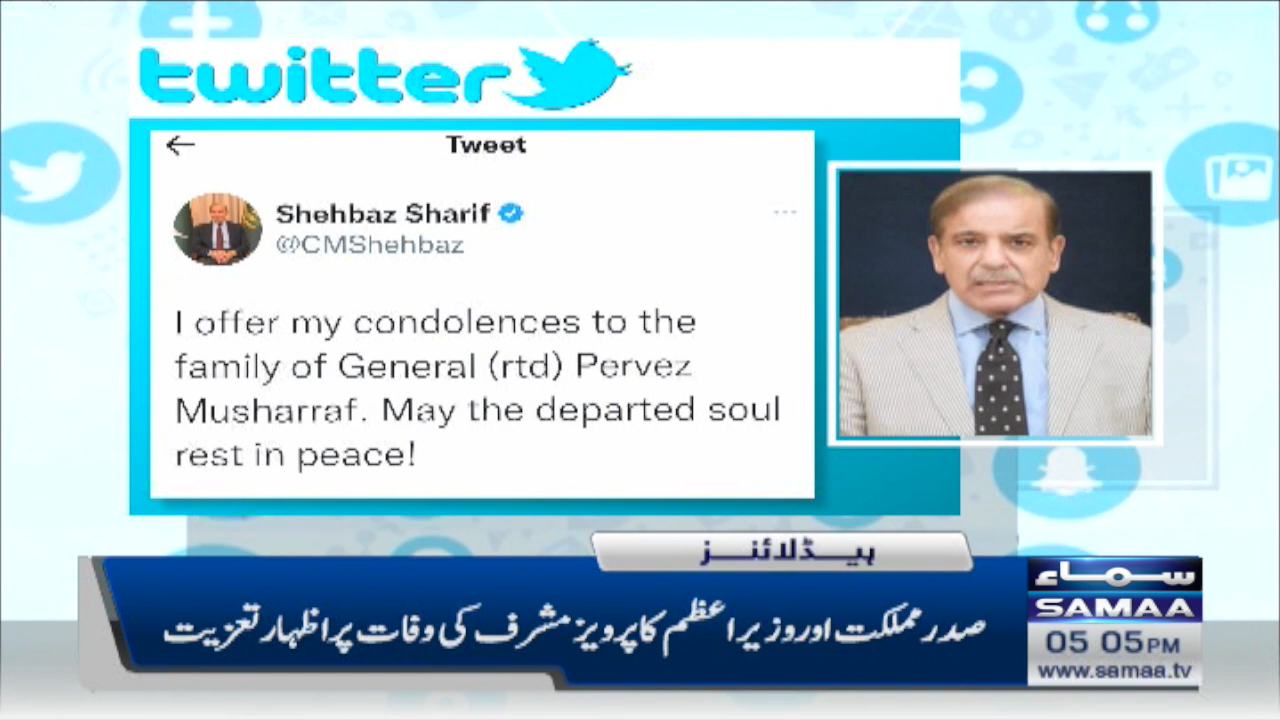 twitter
Tweet
Shehbaz Sharif
@CMShehbaz
I offer my condolences to the
family of General (rtd) Pervez
Musharraf. May the departed soul
rest in peace!
ہیڈلائنز
صدر مملکت اور وزیراعظم کا پرویز مشرف کی وفات پر اظہار تعزیت
سماء
SAMAA
05 05PM
www.samaa.tv